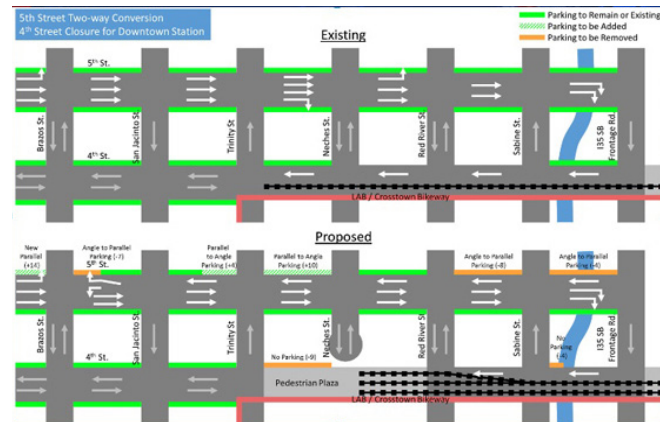 5th Street Two-way Conversion
4th Street Closure for Downtown Station
Parking to Remain or Existing
Parking to be Added
Parking to be Removed
Existing
5th St.
Brazos St.
San Jacinto St.
Trinity St.
Neches St.
Red River St.
Sabine St.
I35 SB
Frontage Rd.
4th St.
LAB / Crosstown Bikeway
Proposed
New
Parallel
(+14)
Angle to Parallel
Parking (-7)
5th St.
Parallel
to Angle
Parking (+4)
Parallel to Angle
Parking (+10)
Angle to Parallel
Parking (-8)
Angle to Parallel
Parking (-4)
Brazos St.
San Jacinto St.
Trinity St.
Neches St.
Red River St.
Sabine St.
I35 SB
Frontage Rd.
4th St.
No Parking (-9)
No
Parking
(-4)
Pedestrian Plaza
LAB / Crosstown Bikeway